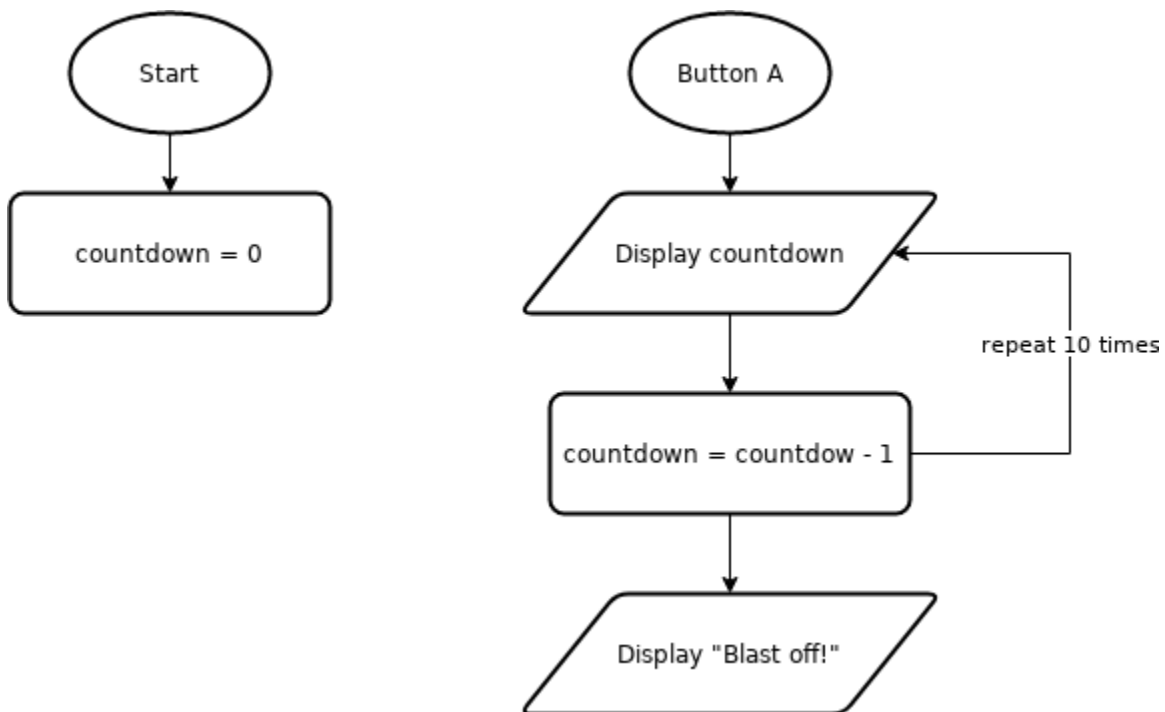 Start
countdown = 0
Button A
Display countdown
repeat 10 times
countdown = countdow - 1
Display "Blast off!"